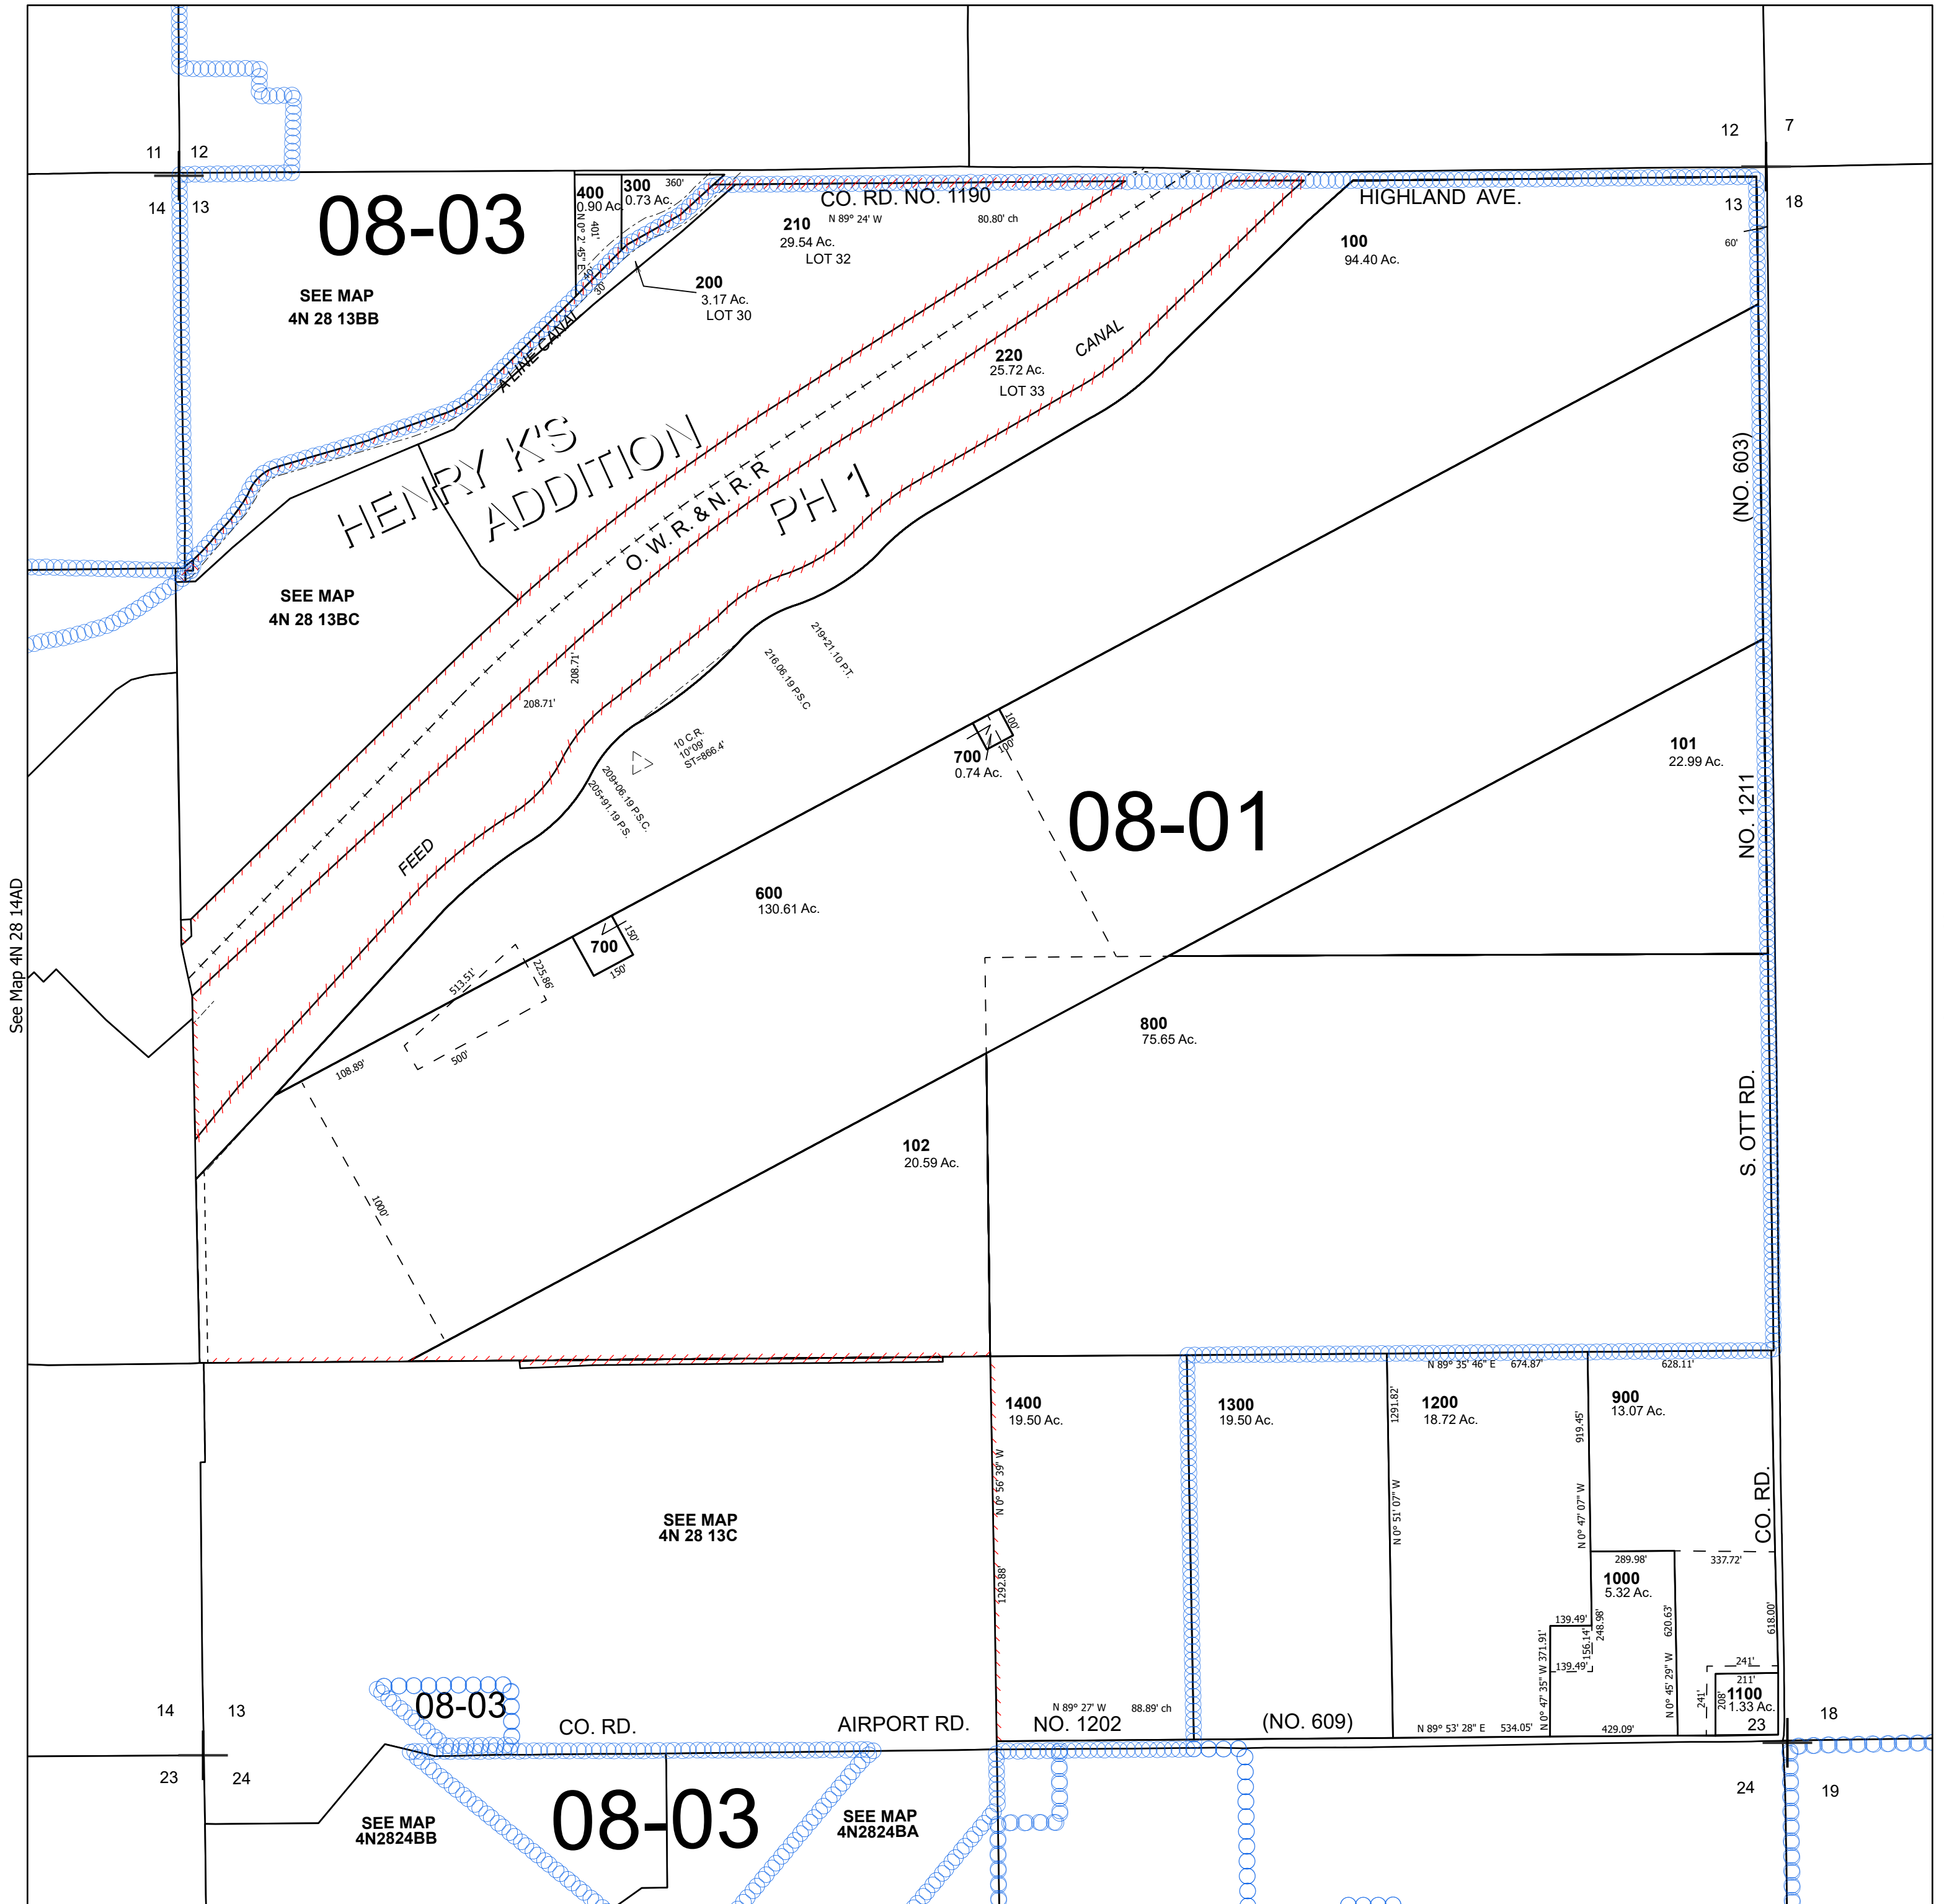 11
12
12
7
14
13
13
18
60'
08-03
SEE MAP
4N 28 13BB
400
0.90 Ac.
300
0.73 Ac.
360'
N 0° 2' 45" E
401'
40'
30'
CO. RD. NO. 1190
N 89° 24' W
80.80' ch
HIGHLAND AVE.
210
29.54 Ac.
LOT 32
200
3.17 Ac.
LOT 30
100
94.40 Ac.
A LINE CANAL
220
25.72 Ac.
LOT 33
CANAL
HENRY K'S
ADDITION
PH 1
O. W. R. & N. R. R
(NO. 603)
SEE MAP
4N 28 13BC
208.71'
208.71'
219+21.10 P.T.
216.06.19 P.S.C
10 C.R.
10°09'
ST=866.4'
209+06.19 P.S.C.
205+91.19 P.S.
FEED
700
0.74 Ac.
100'
100'
08-01
101
22.99 Ac.
NO. 1211
See Map 4N 28 14AD
600
130.61 Ac.
700
150'
150'
513.51'
225.86'
500'
108.89'
1000'
800
75.65 Ac.
102
20.59 Ac.
S. OTT RD.
N 89° 35' 46" E
674.87'
628.11'
1400
19.50 Ac.
1300
19.50 Ac.
1200
18.72 Ac.
900
13.07 Ac.
1291.82'
919.45'
N 0° 56' 39" W
N 0° 51' 07" W
N 0° 47' 07" W
CO. RD.
SEE MAP
4N 28 13C
1292.88'
289.98'
337.72'
1000
5.32 Ac.
139.49'
248.98'
156.14'
139.49'
620.63'
618.00'
N 0° 47' 35" W 371.91'
N 0° 45' 29" W
241'
211'
241'
208'
1100
1.33 Ac.
23
14
13
18
08-03
CO. RD.
AIRPORT RD.
N 89° 27' W
88.89' ch
NO. 1202
(NO. 609)
N 89° 53' 28" E
534.05'
429.09'
23
24
24
19
SEE MAP
4N2824BB
08-03
SEE MAP
4N2824BA